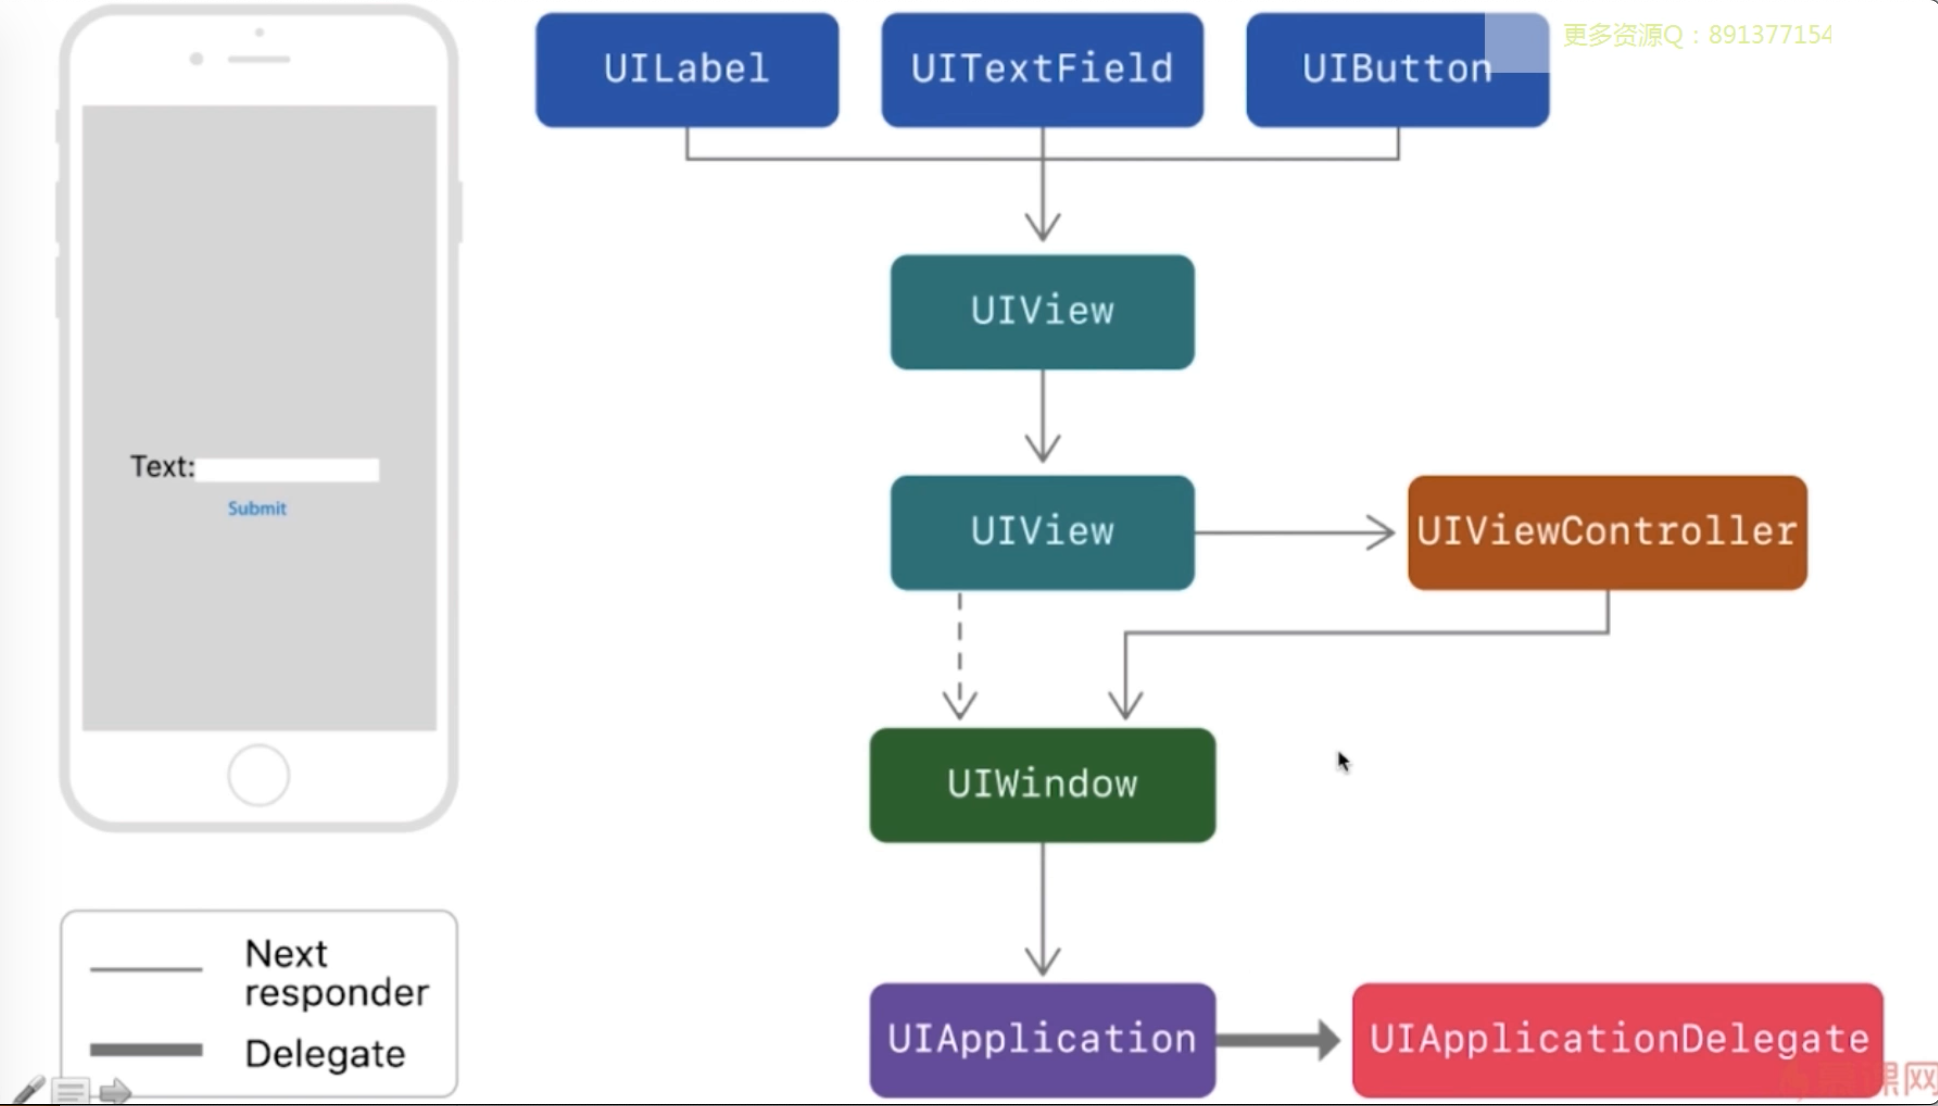 UILabel
UITextField
UIButton
更多资源Q：891377154
UIView
Text:
Submit
UIView
UIViewController
UIWindow
Next
responder
Delegate
UIApplication
UIApplicationDelegate
课网